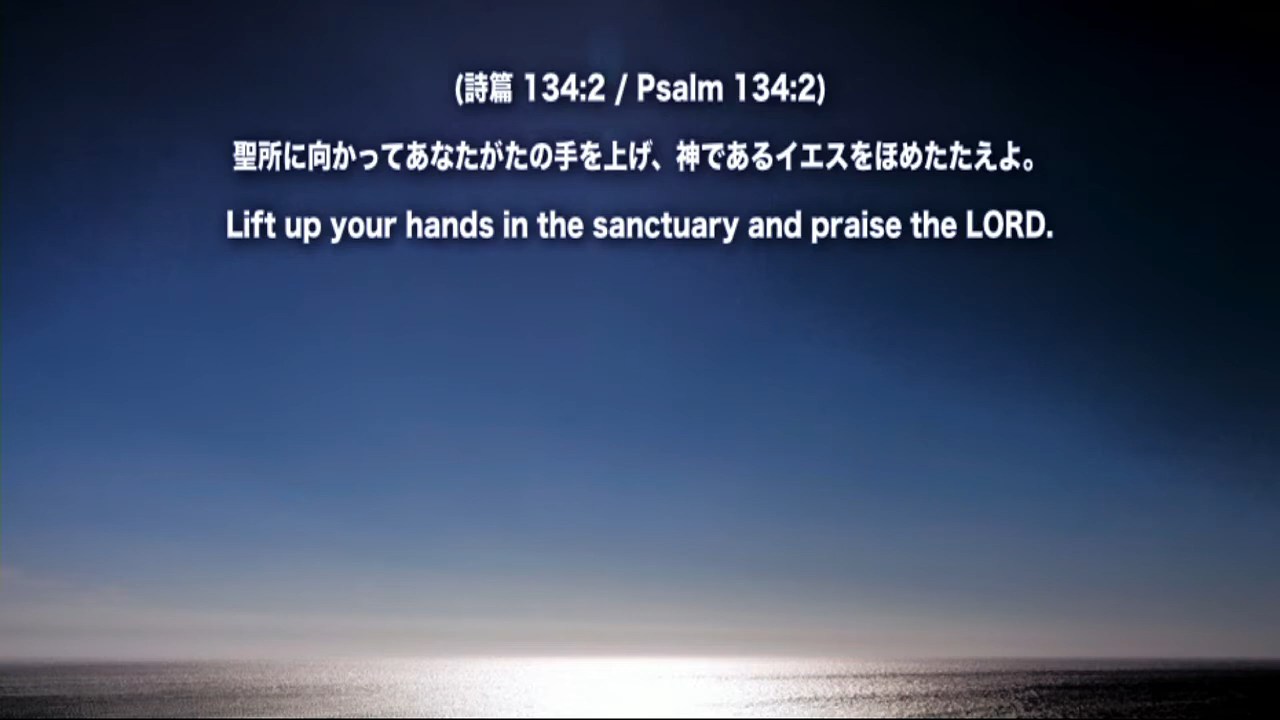 (詩篇 134:2 / Psalm 134:2)
聖所に向かってあなたがたの手を上げ、神であるイエスをほめたたえよ。
Lift up your hands in the sanctuary and praise the LORD.